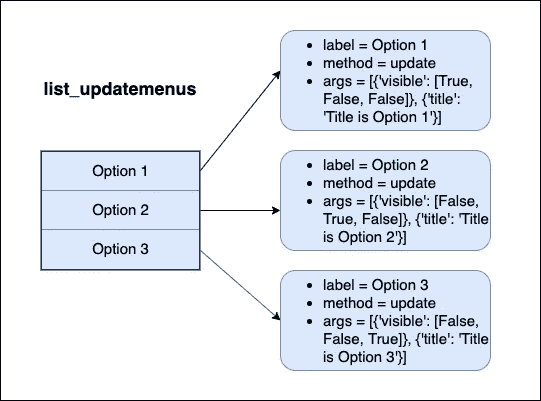 list_updatemenus
Option 1
Option 2
Option 3
• label = Option 1
• method = update
• args = [{'visible': [True,
False, False]}, {'title':
'Title is Option 1'}]
• label = Option 2
• method = update
• args = [{'visible': [False,
True, False]}, {'title': 'Title
is Option 2'}]
• label = Option 3
• method = update
• args = [{'visible': [False,
False, True]}, {'title': 'Title
is Option 3'}]